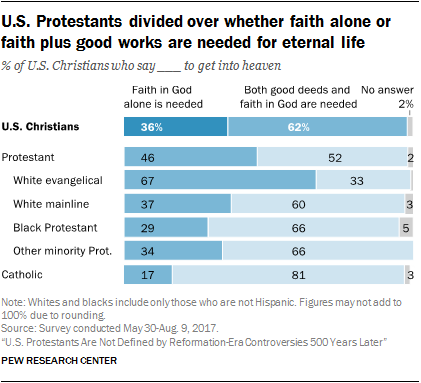 U.S. Protestants divided over whether faith alone or
faith plus good works are needed for eternal life
% of U.S. Christians who say ____ to get into heaven
Faith in God
alone is needed
Both good deeds and
faith in God are needed
No answer
2%
U.S. Christians 36% 62%
Protestant 46 52 2
White evangelical 67 33
White mainline 37 60 3
Black Protestant 29 66 5
Other minority Prot. 34 66
Catholic 17 81 3
Note: Whites and blacks include only those who are not Hispanic. Figures may not add to
100% due to rounding.
Source: Survey conducted May 30-Aug. 9, 2017.
“U.S. Protestants Are Not Defined by Reformation-Era Controversies 500 Years Later”
PEW RESEARCH CENTER